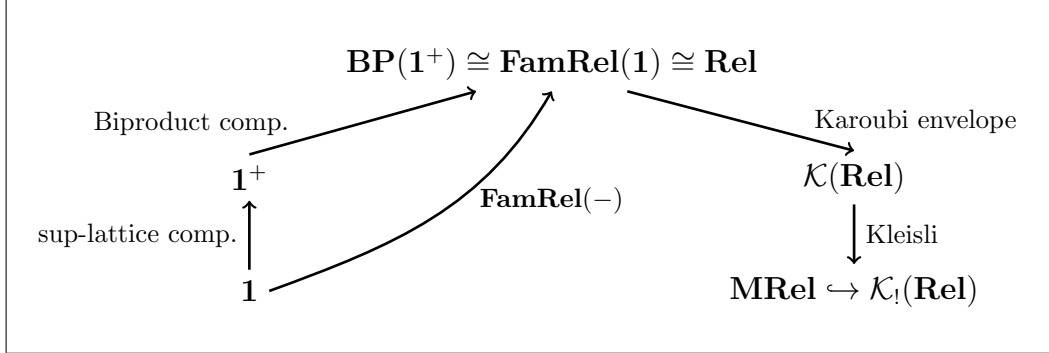 BP(1⁺) ≅ FamRel(1) ≅ Rel
Biproduct comp.
Karoubi envelope
1⁺
𝒦(Rel)
FamRel(−)
sup-lattice comp.
Kleisli
1
MRel ↪ 𝒦!(Rel)